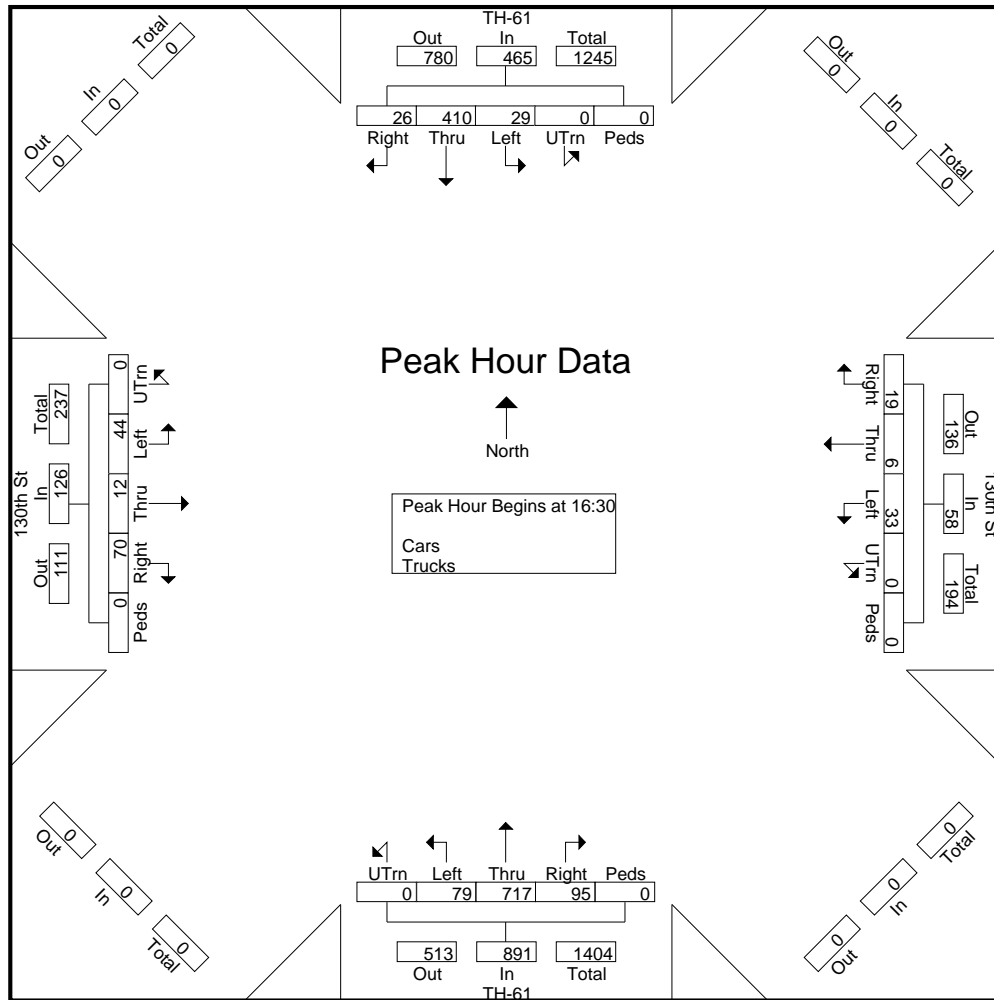 TH-61
Out In Total
780 465 1245
26 410 29 0 0
Right Thru Left UTrn Peds
Total
0
In
0
Out
0
Out
0
In
0
Total
0
130th St
Total
237
In
126
Out
111
0 44 12 70 0
UTrn Left Thru Right Peds
Peak Hour Data
North
Peak Hour Begins at 16:30
Cars
Trucks
Right Thru Left UTrn Peds
19 6 33 0 0
Out
136
In
58
Total
194
130th St
0
Out
0
In
0
Total
UTrn Left Thru Right Peds
0 79 717 95 0
513 891 1404
Out In Total
TH-61
0
Total
0
In
0
Out